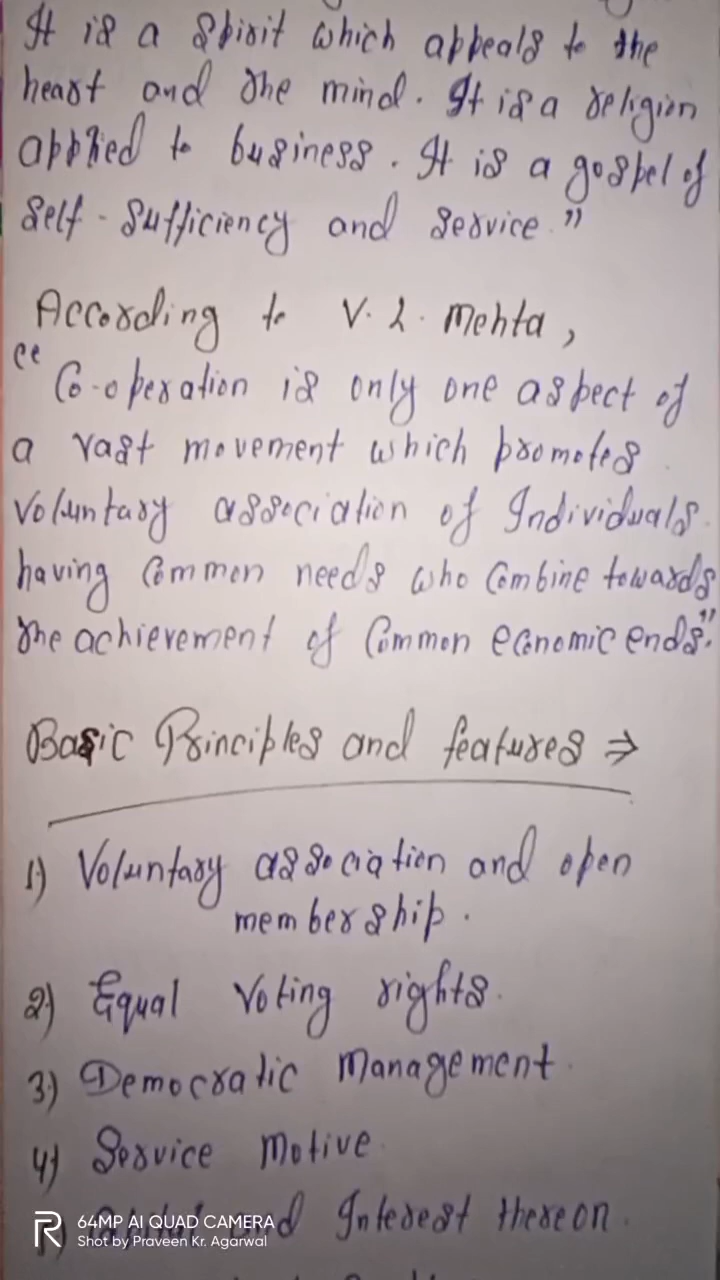 It is a spirit which appeals to the
heart and the mind. It is a religion
applied to business. It is a gospel of
self-sufficiency and service."
According to V.L. Mehta,
"Co-operation is only one aspect of
a vast movement which promotes
voluntary association of Individuals
having common needs who combine towards
the achievement of common economic ends."
Basic Principles and features ⇒
1) Voluntary association and open
membership.
2) Equal voting rights.
3) Democratic Management.
4) Service Motive
and Interest thereon.
64MP AI QUAD CAMERA
Shot by Praveen Kr. Agarwal